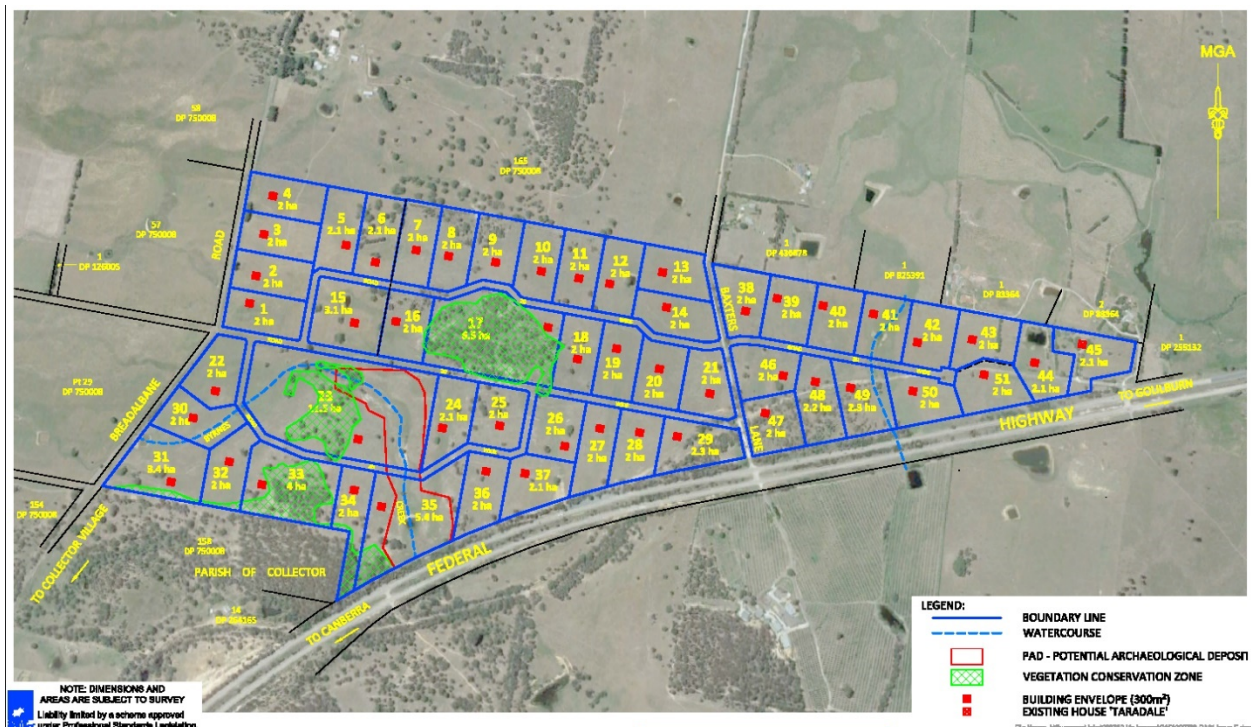 MGA
58
DP 750008
165
DP 750008
57
DP 750008
1
DP 126005
ROAD
4
2 ha
3
2 ha
2
2 ha
1
2 ha
5
2.1 ha
6
2.1 ha
7
2 ha
8
2 ha
9
2 ha
10
2 ha
11
2 ha
12
2 ha
13
2 ha
14
2 ha
15
3.1 ha
16
2 ha
17
18
2 ha
19
2 ha
20
2 ha
21
2 ha
BAXTERS
LANE
1
1
DP 825391
1
DP 83364
2
1
DP 255132
38
2 ha
39
2 ha
40
2 ha
41
2 ha
42
2 ha
43
2 ha
44
2.1 ha
45
2.1 ha
46
2 ha
47
2 ha
48
2.2 ha
49
2.3 ha
50
2 ha
51
2 ha
TO GOULBURN
HIGHWAY
FEDERAL
TO CANBERRA
Pt 29
DP 750008
BREADALBANE
22
2 ha
23
24
2.1 ha
25
2 ha
26
2 ha
27
2 ha
28
2 ha
29
2.3 ha
30
2 ha
BYRNES
CREEK
31
3.4 ha
32
2 ha
33
4 ha
34
2 ha
35
5.4 ha
36
2 ha
37
2.1 ha
154
DP 750008
158
DP 750008
PARISH OF COLLECTOR
TO COLLECTOR VILLAGE
14
LEGEND:
BOUNDARY LINE
WATERCOURSE
PAD - POTENTIAL ARCHAEOLOGICAL DEPOSIT
VEGETATION CONSERVATION ZONE
BUILDING ENVELOPE (300m²)
EXISTING HOUSE 'TARADALE'
NOTE: DIMENSIONS AND
AREAS ARE SUBJECT TO SURVEY
Liability limited by a scheme approved
under Professional Standards Legislation